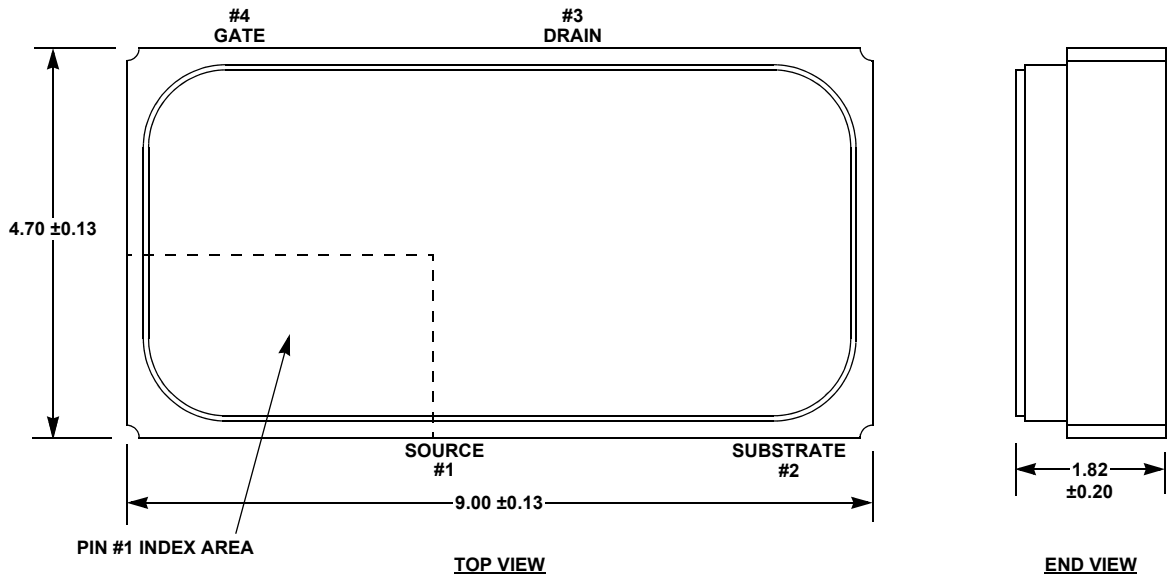 #4
GATE
#3
DRAIN
4.70 ±0.13
SOURCE
#1
SUBSTRATE
#2
1.82
±0.20
9.00 ±0.13
PIN #1 INDEX AREA
TOP VIEW
END VIEW